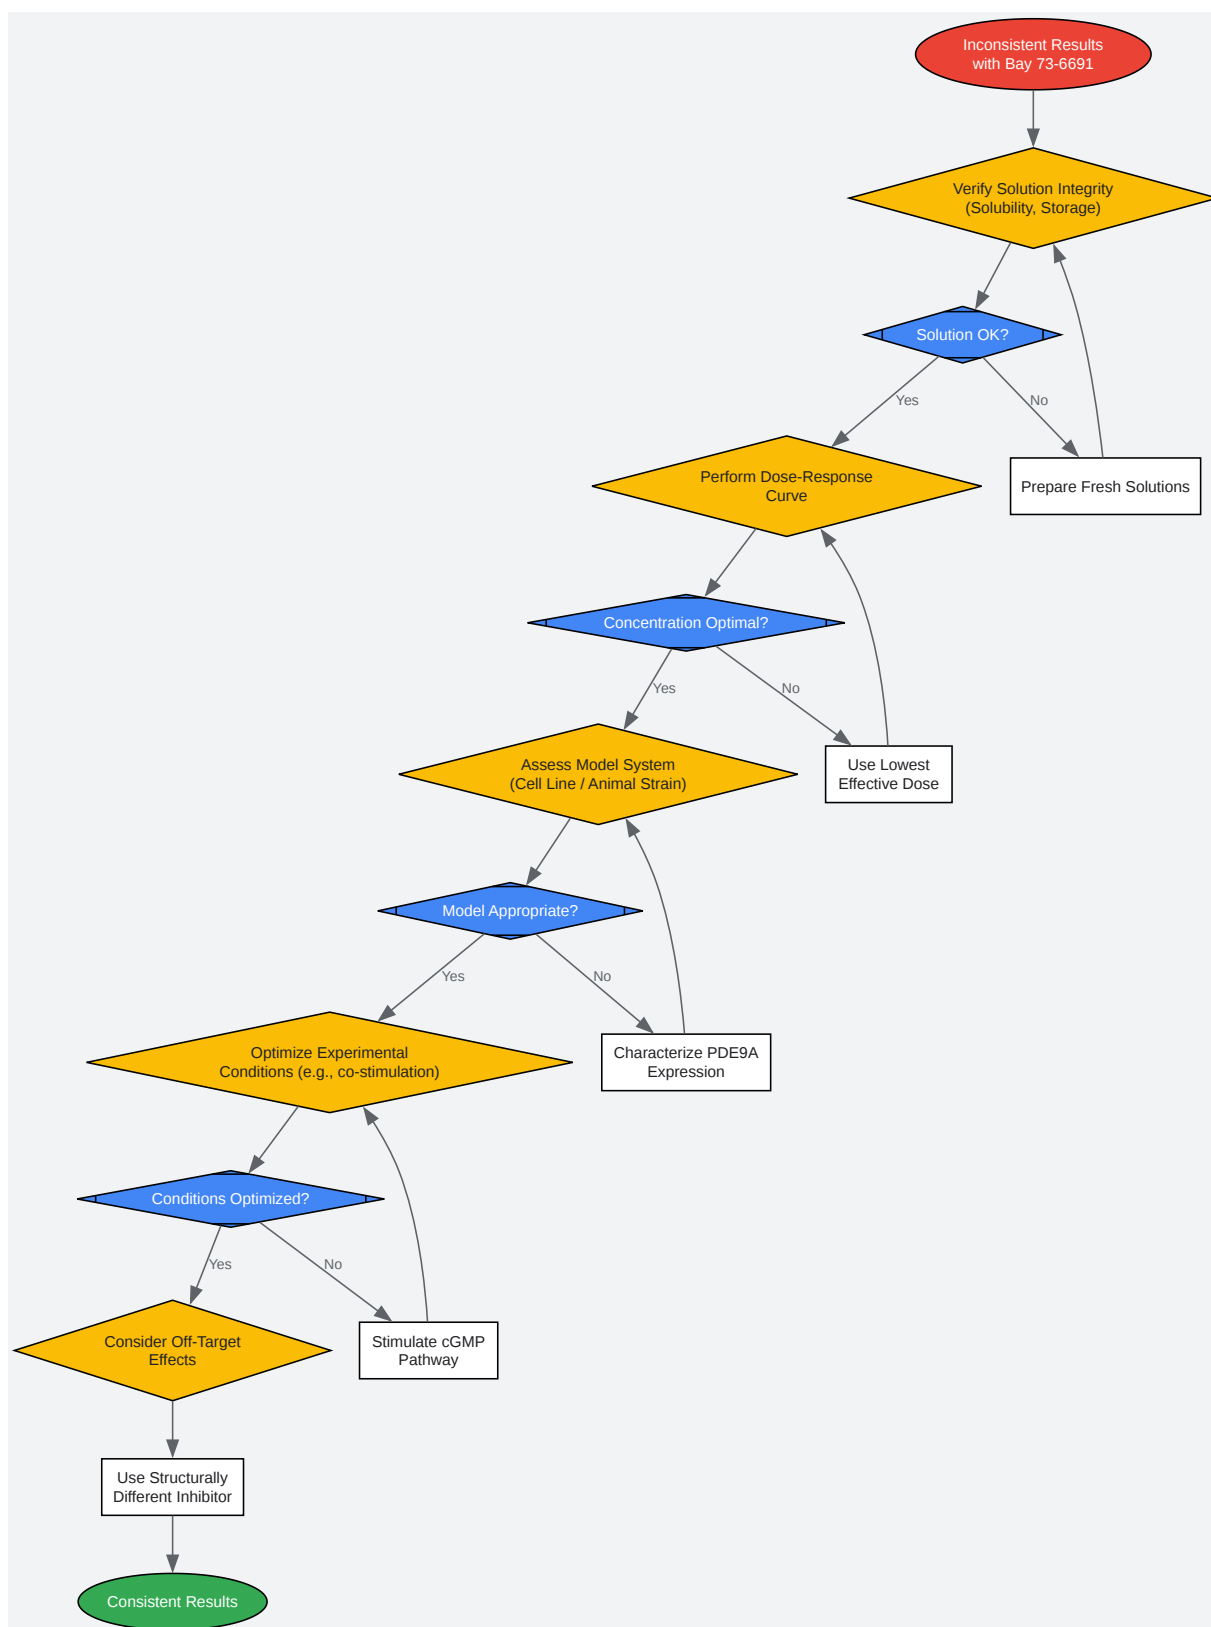 Inconsistent Results
with Bay 73-6691
Verify Solution Integrity
(Solubility, Storage)
Solution OK?
Yes
No
Perform Dose-Response
Curve
Prepare Fresh Solutions
Concentration Optimal?
Yes
No
Assess Model System
(Cell Line / Animal Strain)
Use Lowest
Effective Dose
Model Appropriate?
Yes
No
Optimize Experimental
Conditions (e.g., co-stimulation)
Characterize PDE9A
Expression
Conditions Optimized?
Yes
No
Consider Off-Target
Effects
Stimulate cGMP
Pathway
Use Structurally
Different Inhibitor
Consistent Results